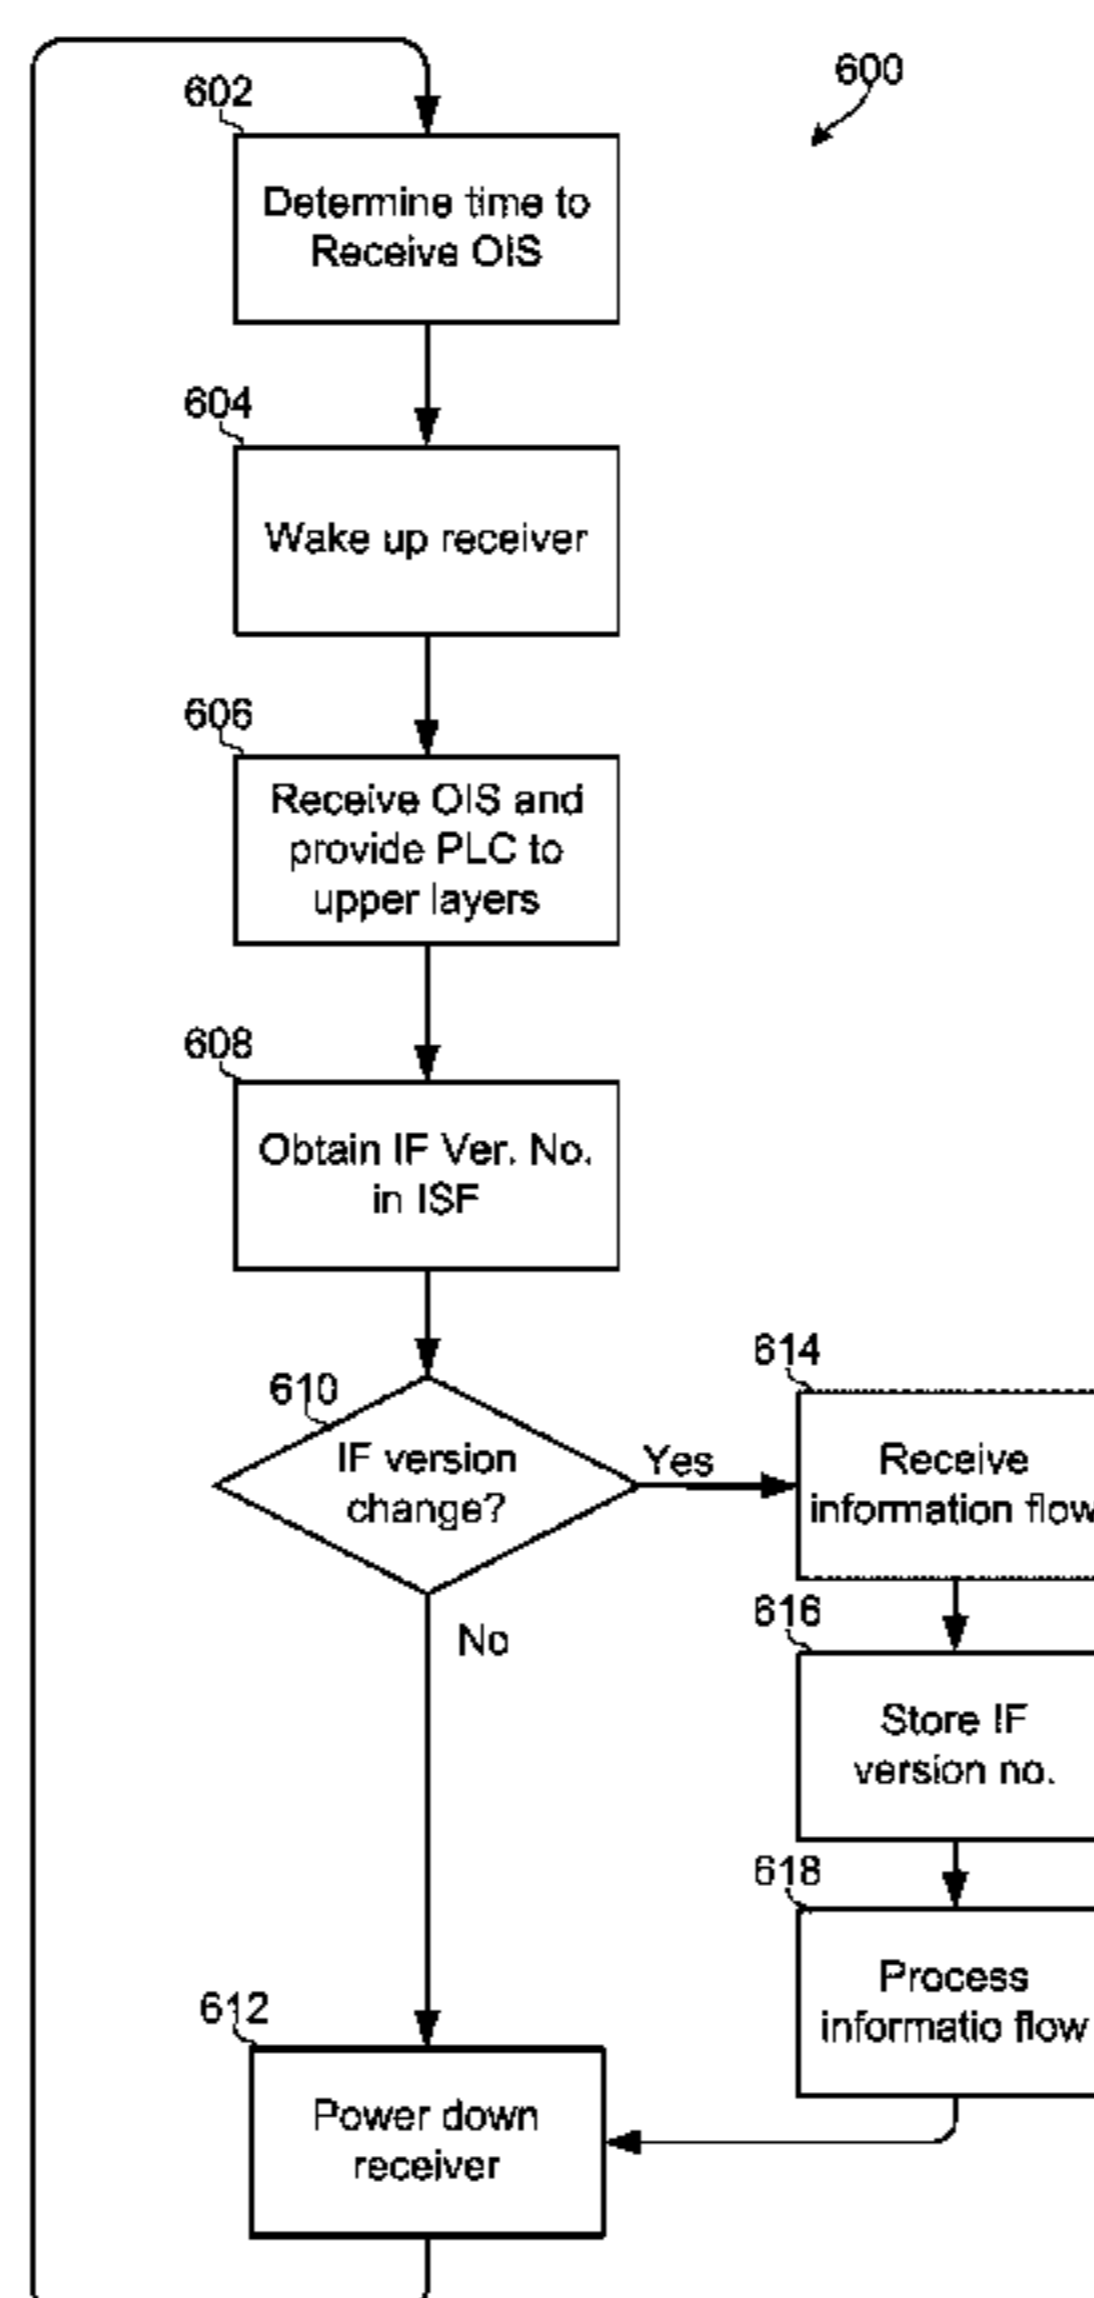 600
602
Determine time to
Receive OIS
604
Wake up receiver
606
Receive OIS and
provide PLC to
upper layers
608
Obtain IF Ver. No.
in ISF
610
IF version
change?
Yes
No
614
Receive
information flow
616
Store IF
version no.
618
Process
informatio flow
612
Power down
receiver